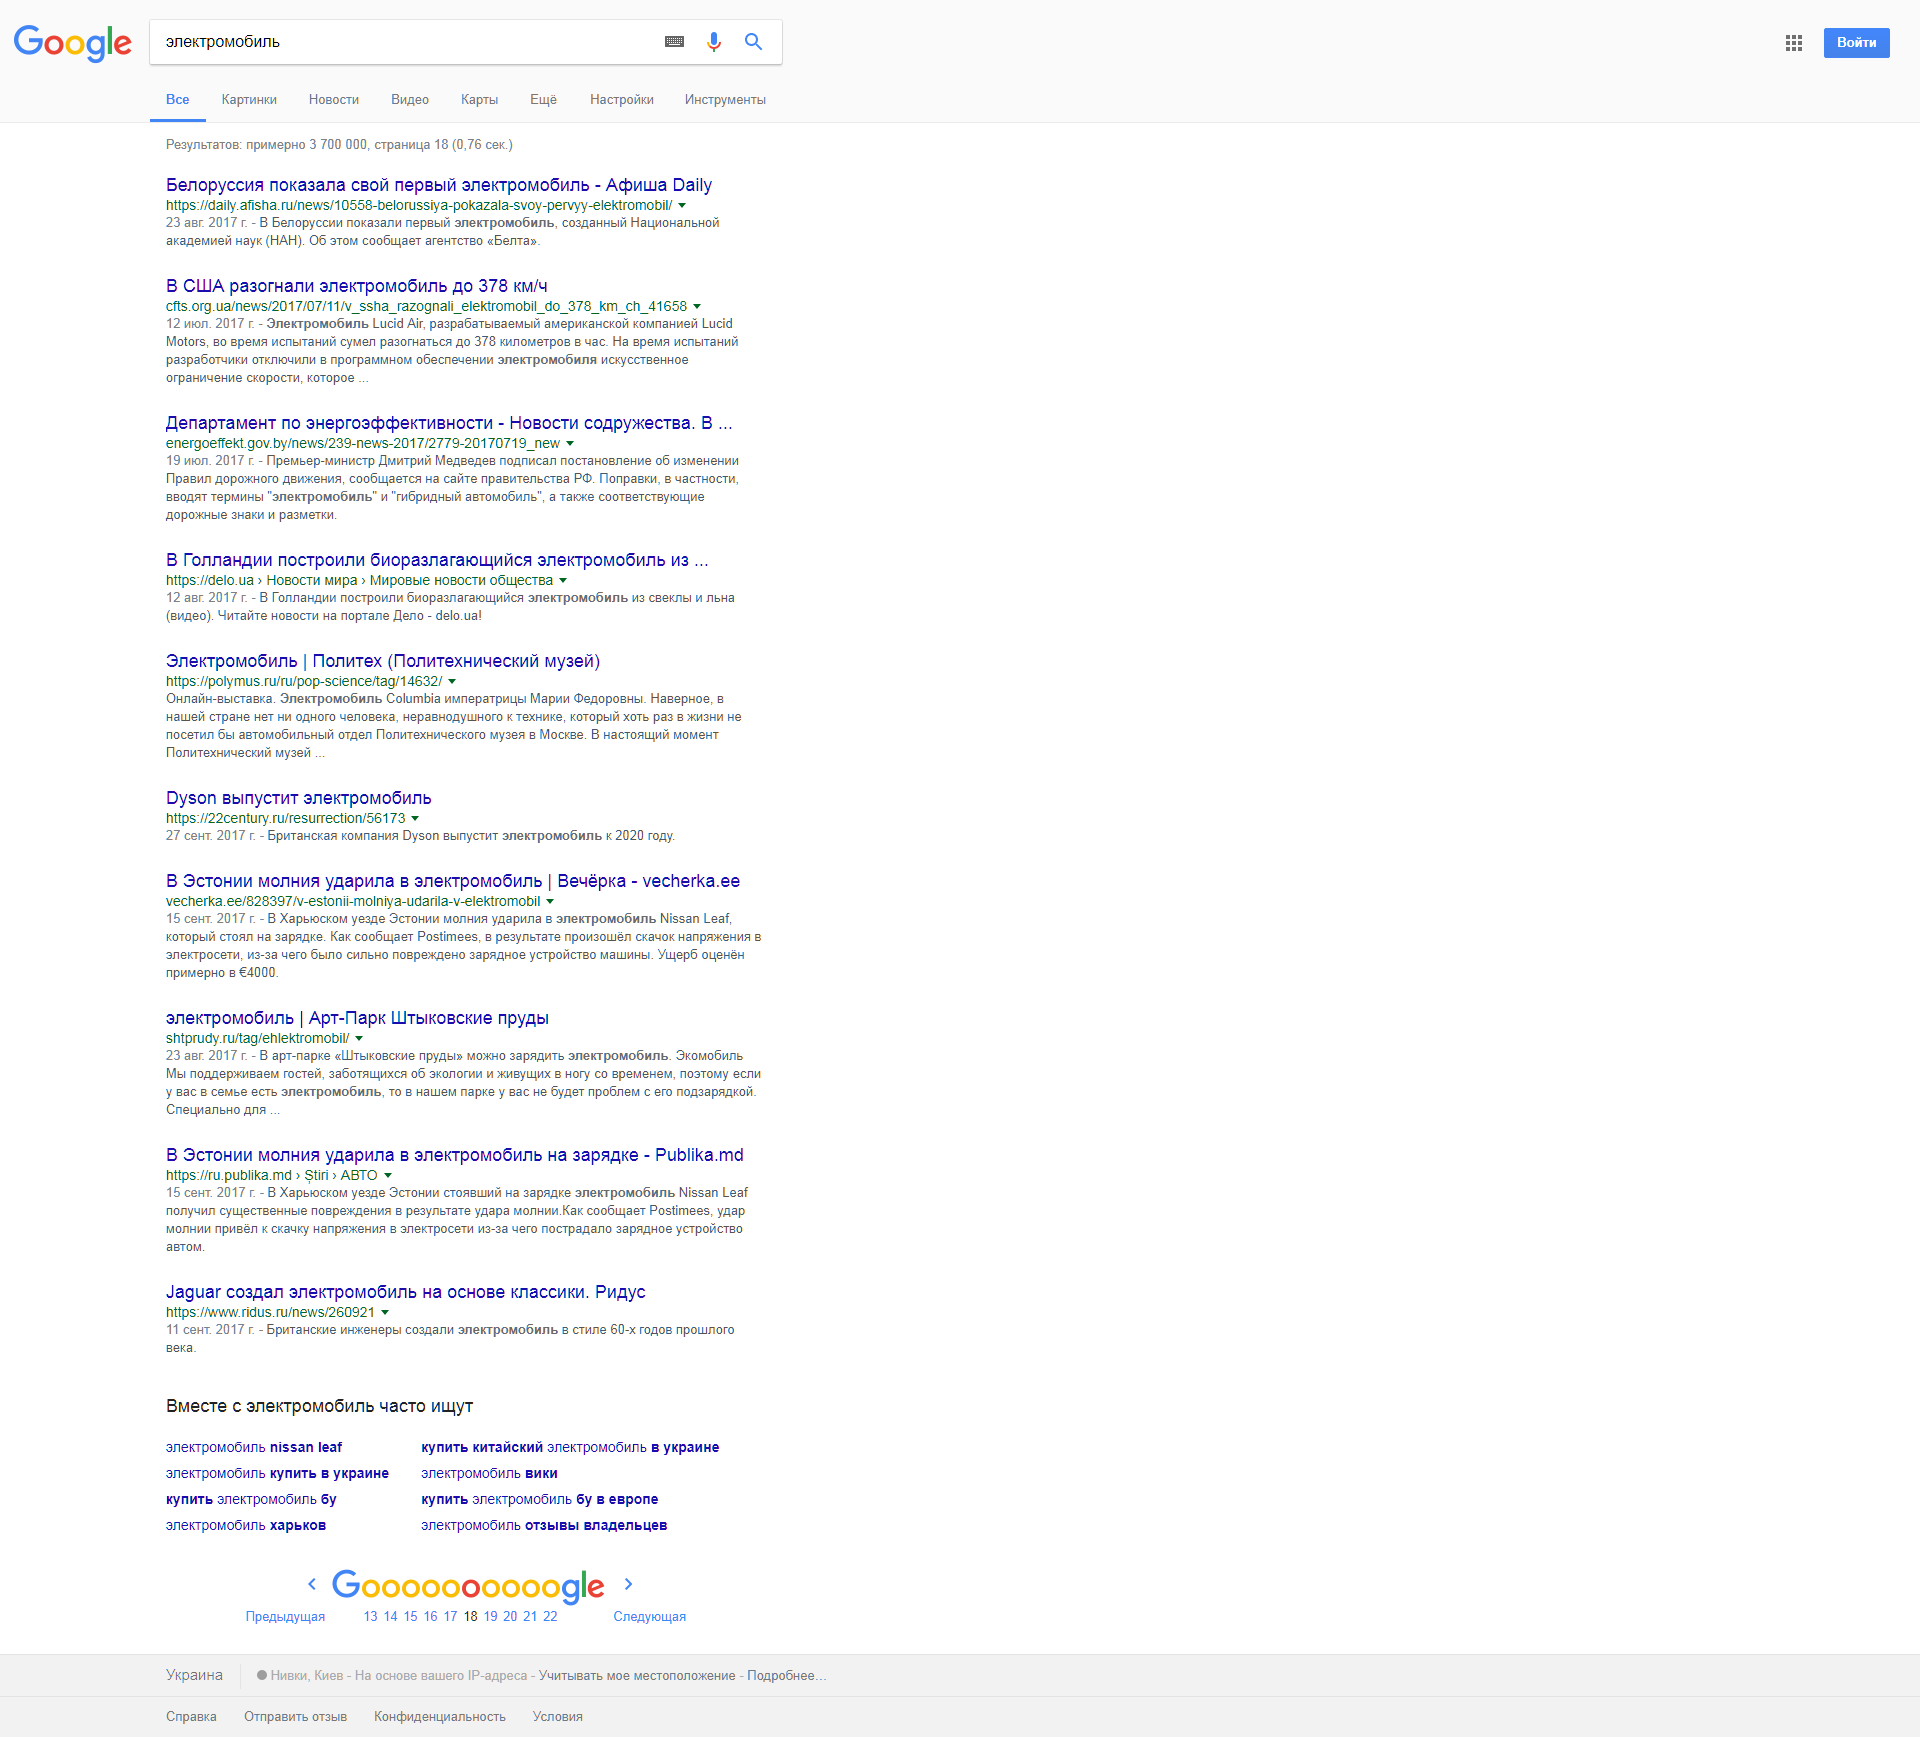 Google
электромобиль
Войти
Все Картинки Новости Видео Карты Ещё Настройки Инструменты
Результатов: примерно 3 700 000, страница 18 (0,76 сек.)
Белоруссия показала свой первый электромобиль - Афиша Daily
https://daily.afisha.ru/news/10558-belorussiya-pokazala-svoy-pervyy-elektromobil/
23 авг. 2017 г. - В Белоруссии показали первый электромобиль, созданный Национальной
академией наук (НАН). Об этом сообщает агентство «Белта».
В США разогнали электромобиль до 378 км/ч
cfts.org.ua/news/2017/07/11/v_ssha_razognali_elektromobil_do_378_km_ch_41658
12 июл. 2017 г. - Электромобиль Lucid Air, разрабатываемый американской компанией Lucid
Motors, во время испытаний сумел разогнаться до 378 километров в час. На время испытаний
разработчики отключили в программном обеспечении электромобиля искусственное
ограничение скорости, которое ...
Департамент по энергоэффективности - Новости содружества. В ...
energoeffekt.gov.by/news/239-news-2017/2779-20170719_new
19 июл. 2017 г. - Премьер-министр Дмитрий Медведев подписал постановление об изменении
Правил дорожного движения, сообщается на сайте правительства РФ. Поправки, в частности,
вводят термины "электромобиль" и "гибридный автомобиль", а также соответствующие
дорожные знаки и разметки.
В Голландии построили биоразлагающийся электромобиль из ...
https://delo.ua › Новости мира › Мировые новости общества
12 авг. 2017 г. - В Голландии построили биоразлагающийся электромобиль из свеклы и льна
(видео). Читайте новости на портале Дело - delo.ua!
Электромобиль | Политех (Политехнический музей)
https://polymus.ru/ru/pop-science/tag/14632/
Онлайн-выставка. Электромобиль Columbia императрицы Марии Федоровны. Наверное, в
нашей стране нет ни одного человека, неравнодушного к технике, который хоть раз в жизни не
посетил бы автомобильный отдел Политехнического музея в Москве. В настоящий момент
Политехнический музей ...
Dyson выпустит электромобиль
https://22century.ru/resurrection/56173
27 сент. 2017 г. - Британская компания Dyson выпустит электромобиль к 2020 году.
В Эстонии молния ударила в электромобиль | Вечёрка - vecherka.ee
vecherka.ee/828397/v-estonii-molniya-udarila-v-elektromobil
15 сент. 2017 г. - В Харьюском уезде Эстонии молния ударила в электромобиль Nissan Leaf,
который стоял на зарядке. Как сообщает Postimees, в результате произошёл скачок напряжения в
электросети, из-за чего было сильно повреждено зарядное устройство машины. Ущерб оценён
примерно в €4000.
электромобиль | Арт-Парк Штыковские пруды
shtprudy.ru/tag/ehlektromobil/
23 авг. 2017 г. - В арт-парке «Штыковские пруды» можно зарядить электромобиль. Экомобиль
Мы поддерживаем гостей, заботящихся об экологии и живущих в ногу со временем, поэтому если
у вас в семье есть электромобиль, то в нашем парке у вас не будет проблем с его подзарядкой.
Специально для ...
В Эстонии молния ударила в электромобиль на зарядке - Publika.md
https://ru.publika.md › Știri › АВТО
15 сент. 2017 г. - В Харьюском уезде Эстонии стоявший на зарядке электромобиль Nissan Leaf
получил существенные повреждения в результате удара молнии.Как сообщает Postimees, удар
молнии привёл к скачку напряжения в электросети из-за чего пострадало зарядное устройство
автом.
Jaguar создал электромобиль на основе классики. Ридус
https://www.ridus.ru/news/260921
11 сент. 2017 г. - Британские инженеры создали электромобиль в стиле 60-х годов прошлого
века.
Вместе с электромобиль часто ищут
электромобиль nissan leaf купить китайский электромобиль в украине
электромобиль купить в украине электромобиль вики
купить электромобиль бу купить электромобиль бу в европе
электромобиль харьков электромобиль отзывы владельцев
Goooooooooogle
Предыдущая 13 14 15 16 17 18 19 20 21 22 Следующая
Украина Нивки, Киев - На основе вашего IP-адреса - Учитывать мое местоположение - Подробнее...
Справка Отправить отзыв Конфиденциальность Условия